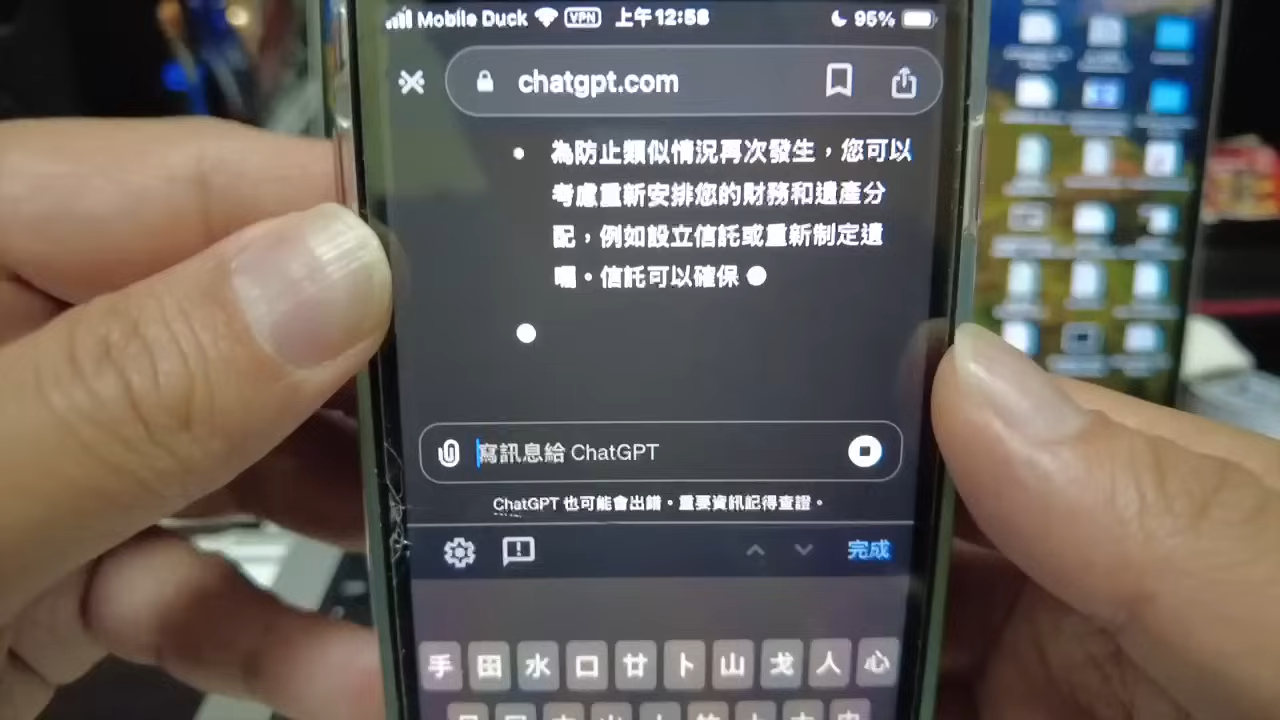 Mobile Duck VPN 上午12:58 95%
chatgpt.com
• 為防止類似情況再次發生，您可以
考慮重新安排您的財務和遺產分
配，例如設立信託或重新制定遺
囑。信託可以確保
寫訊息給 ChatGPT
ChatGPT 也可能會出錯。重要資訊記得查證。
完成
手 田 水 口 廿 卜 山 戈 人 心